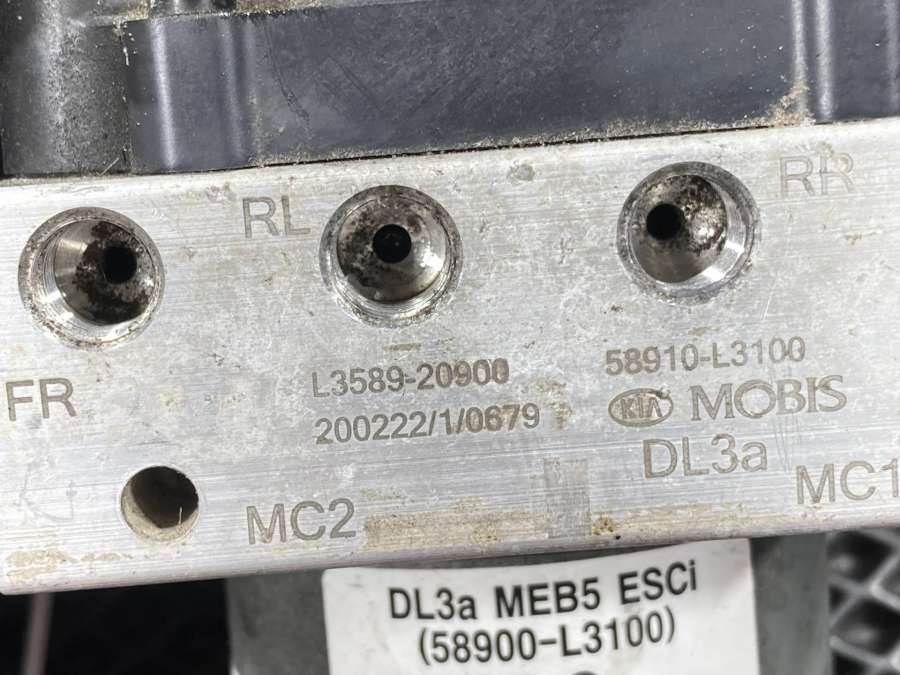 RL
RR
FR
L3589-20900
200222/1/0679
58910-L3100
KIA MOBIS
DL3a
MC2
MC1
DL3a MEB5 ESCi
(58900-L3100)